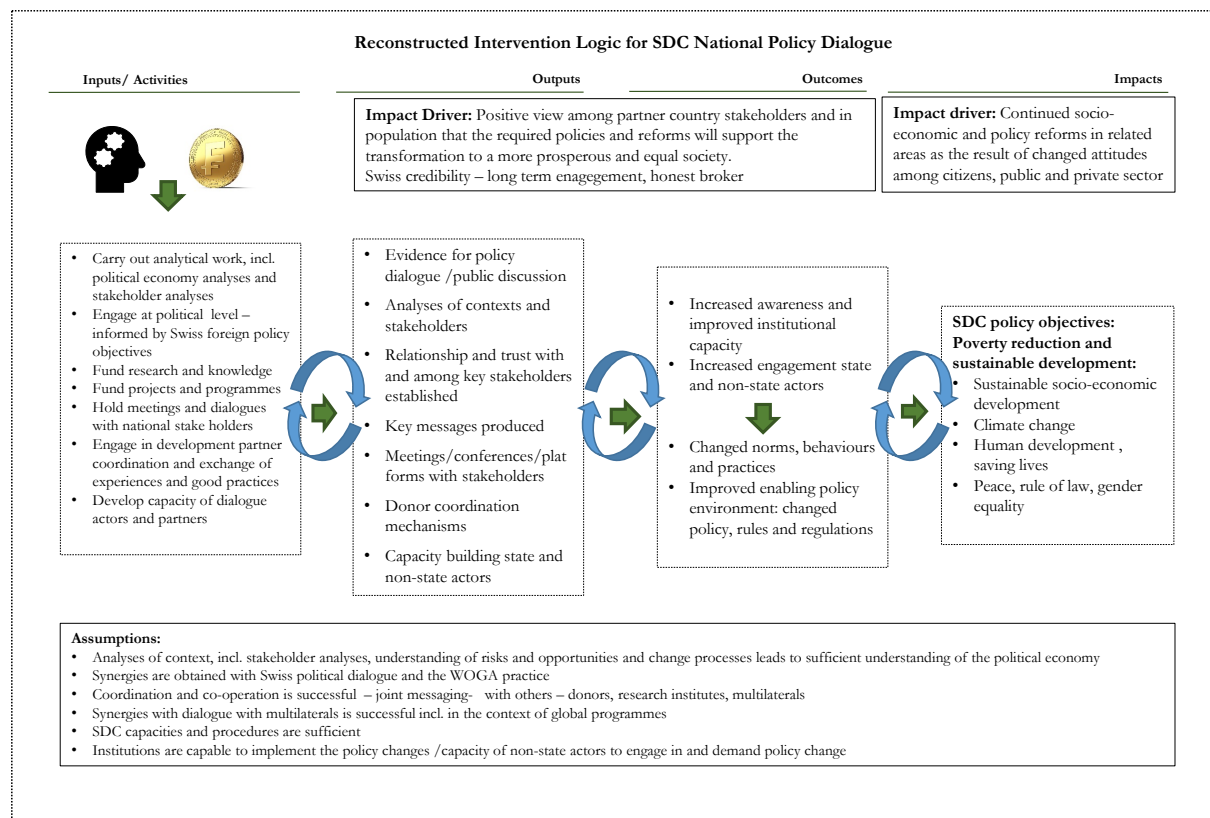 Reconstructed Intervention Logic for SDC National Policy Dialogue
Inputs/ Activities
Outputs
Outcomes
Impacts
Impact Driver: Positive view among partner country stakeholders and in
population that the required policies and reforms will support the
transformation to a more prosperous and equal society.
Swiss credibility – long term enagegement, honest broker
Impact driver: Continued socio-
economic and policy reforms in related
areas as the result of changed attitudes
among citizens, public and private sector
F
• Carry out analytical work, incl.
political economy analyses and
stakeholder analyses
• Engage at political level –
informed by Swiss foreign policy
objectives
• Fund research and knowledge
• Fund projects and programmes
• Hold meetings and dialogues
with national stake holders
• Engage in development partner
coordination and exchange of
experiences and good practices
• Develop capacity of dialogue
actors and partners
• Evidence for policy
dialogue /public discussion
• Analyses of contexts and
stakeholders
• Relationship and trust with
and among key stakeholders
established
• Key messages produced
• Meetings/conferences/plat
forms with stakeholders
• Donor coordination
mechanisms
• Capacity building state and
non-state actors
• Increased awareness and
improved institutional
capacity
• Increased engagement state
and non-state actors
• Changed norms, behaviours
and practices
• Improved enabling policy
environment: changed
policy, rules and regulations
SDC policy objectives:
Poverty reduction and
sustainable development:
• Sustainable socio-economic
development
• Climate change
• Human development ,
saving lives
• Peace, rule of law, gender
equality
Assumptions:
• Analyses of context, incl. stakeholder analyses, understanding of risks and opportunities and change processes leads to sufficient understanding of the political economy
• Synergies are obtained with Swiss political dialogue and the WOGA practice
• Coordination and co-operation is successful – joint messaging- with others – donors, research institutes, multilaterals
• Synergies with dialogue with multilaterals is successful incl. in the context of global programmes
• SDC capacities and procedures are sufficient
• Institutions are capable to implement the policy changes /capacity of non-state actors to engage in and demand policy change